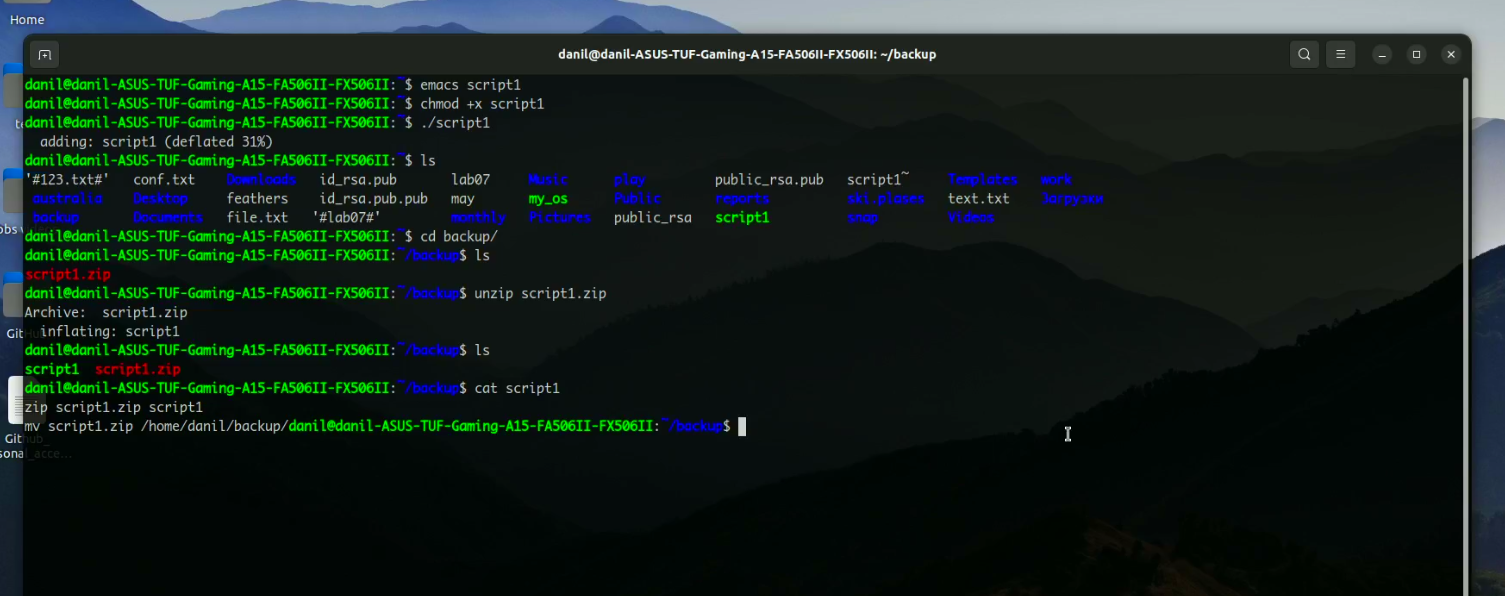 Home
danil@danil-ASUS-TUF-Gaming-A15-FA506II-FX506II: ~/backup
danil@danil-ASUS-TUF-Gaming-A15-FA506II-FX506II:~$ emacs script1
danil@danil-ASUS-TUF-Gaming-A15-FA506II-FX506II:~$ chmod +x script1
danil@danil-ASUS-TUF-Gaming-A15-FA506II-FX506II:~$ ./script1
  adding: script1 (deflated 31%)
danil@danil-ASUS-TUF-Gaming-A15-FA506II-FX506II:~$ ls
'#123.txt#' conf.txt Downloads id_rsa.pub lab07 Music play public_rsa.pub script1~ Templates work
australia Desktop feathers id_rsa.pub.pub may my_os Public reports ski.plases text.txt Загрузки
backup Documents file.txt '#lab07#' monthly Pictures public_rsa script1 snap Videos
danil@danil-ASUS-TUF-Gaming-A15-FA506II-FX506II:~$ cd backup/
danil@danil-ASUS-TUF-Gaming-A15-FA506II-FX506II:~/backup$ ls
script1.zip
danil@danil-ASUS-TUF-Gaming-A15-FA506II-FX506II:~/backup$ unzip script1.zip
Archive:  script1.zip
  inflating: script1
danil@danil-ASUS-TUF-Gaming-A15-FA506II-FX506II:~/backup$ ls
script1  script1.zip
danil@danil-ASUS-TUF-Gaming-A15-FA506II-FX506II:~/backup$ cat script1
zip script1.zip script1
mv script1.zip /home/danil/backup/danil@danil-ASUS-TUF-Gaming-A15-FA506II-FX506II:~/backup$